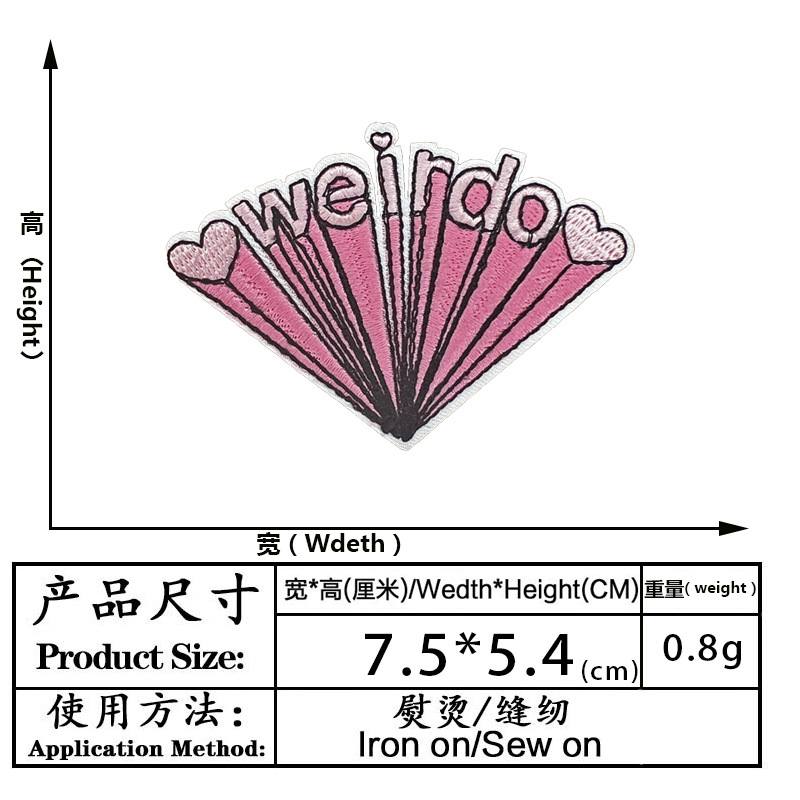 weirdo
高
(Height)
宽 ( Wdeth )
产品尺寸
Product Size:
宽*高(厘米)/Wedth*Height(CM)
重量( weight )
7.5*5.4(cm)
0.8g
使用方法:
Application Method:
熨烫/缝纫
Iron on/Sew on